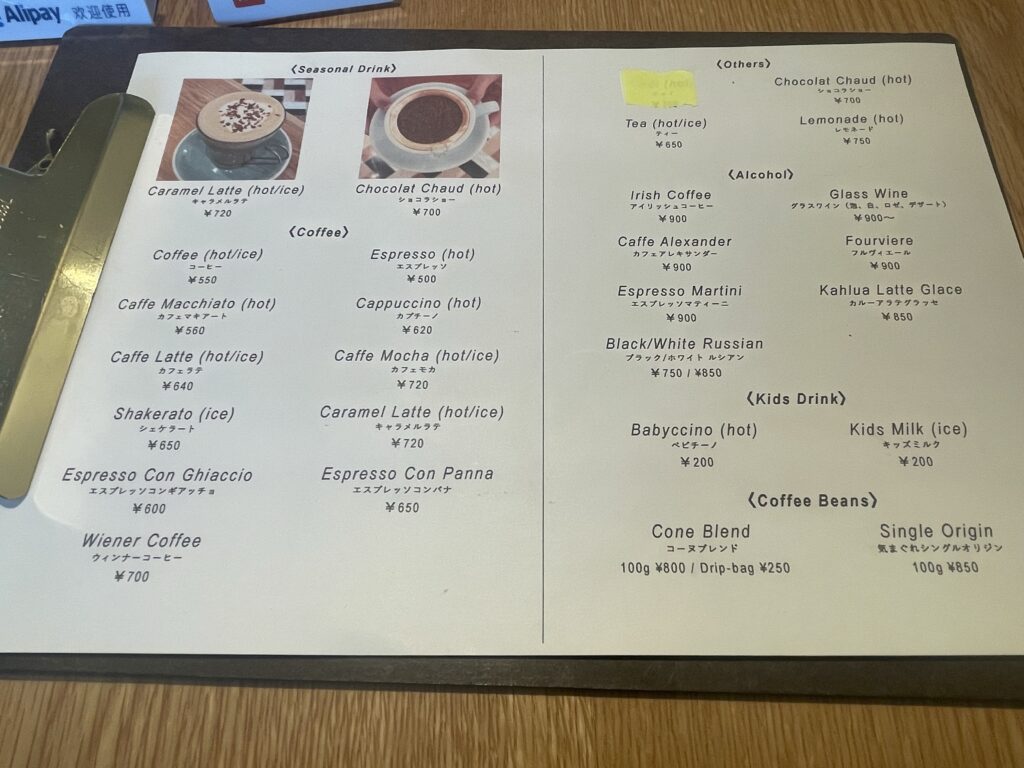 Alipay 欢迎使用
〈Seasonal Drink〉
Caramel Latte (hot/ice)
キャラメルラテ
¥720
Chocolat Chaud (hot)
ショコラショー
¥700
〈Coffee〉
Coffee (hot/ice)
コーヒー
¥550
Espresso (hot)
エスプレッソ
¥500
Caffe Macchiato (hot)
カフェマキアート
¥560
Cappuccino (hot)
カプチーノ
¥620
Caffe Latte (hot/ice)
カフェラテ
¥640
Caffe Mocha (hot/ice)
カフェモカ
¥720
Shakerato (ice)
シェケラート
¥650
Caramel Latte (hot/ice)
キャラメルラテ
¥720
Espresso Con Ghiaccio
エスプレッソコンギアッチョ
¥600
Espresso Con Panna
エスプレッソコンパナ
¥650
Wiener Coffee
ウィンナーコーヒー
¥700
〈Others〉
Chocolat Chaud (hot)
ショコラショー
¥700
Tea (hot/ice)
ティー
¥650
Lemonade (hot)
レモネード
¥750
〈Alcohol〉
Irish Coffee
アイリッシュコーヒー
¥900
Glass Wine
グラスワイン（泡、白、ロゼ、デザート）
¥900〜
Caffe Alexander
カフェアレキサンダー
¥900
Fourviere
フルヴィエール
¥900
Espresso Martini
エスプレッソマティーニ
¥900
Kahlua Latte Glace
カルーアラテグラッセ
¥850
Black/White Russian
ブラック/ホワイト ルシアン
¥750 / ¥850
〈Kids Drink〉
Babyccino (hot)
ベビチーノ
¥200
Kids Milk (ice)
キッズミルク
¥200
〈Coffee Beans〉
Cone Blend
コーヌブレンド
100g ¥800 / Drip-bag ¥250
Single Origin
気まぐれシングルオリジン
100g ¥850